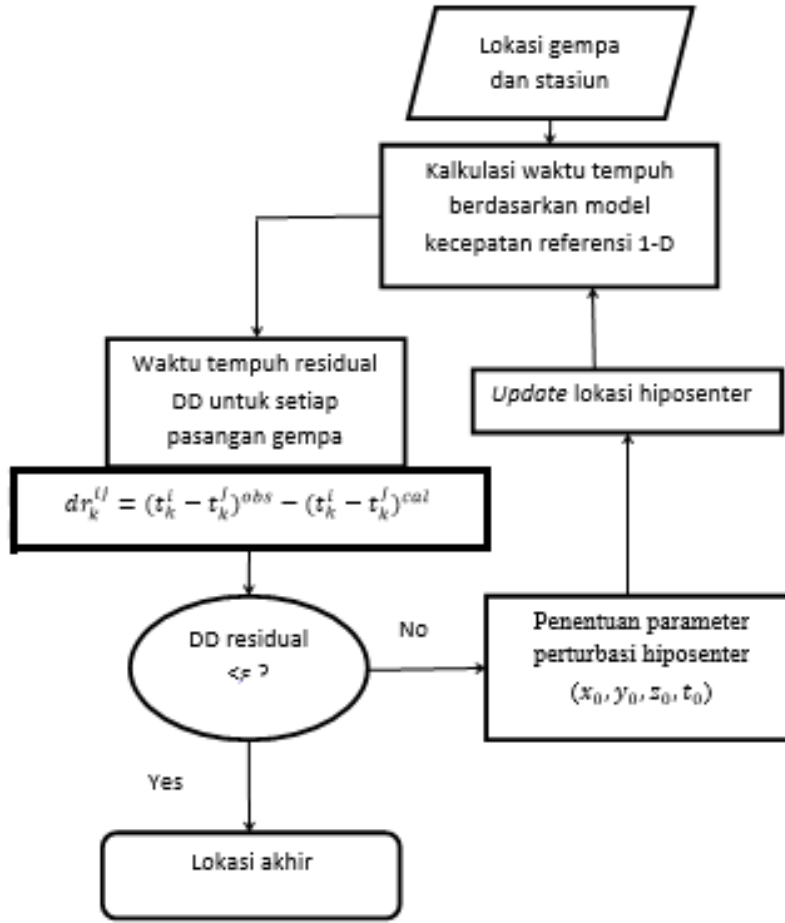 Lokasi gempa
dan stasiun
Kalkulasi waktu tempuh
berdasarkan model
kecepatan referensi 1-D
Waktu tempuh residual
DD untuk setiap
pasangan gempa
Update lokasi hiposenter
$dr_k^{ij} = (t_k^i - t_k^j)^{obs} - (t_k^i - t_k^j)^{cal}$
DD residual
?
No
Penentuan parameter
perturbasi hiposenter
$(x_0, y_0, z_0, t_0)$
Yes
Lokasi akhir